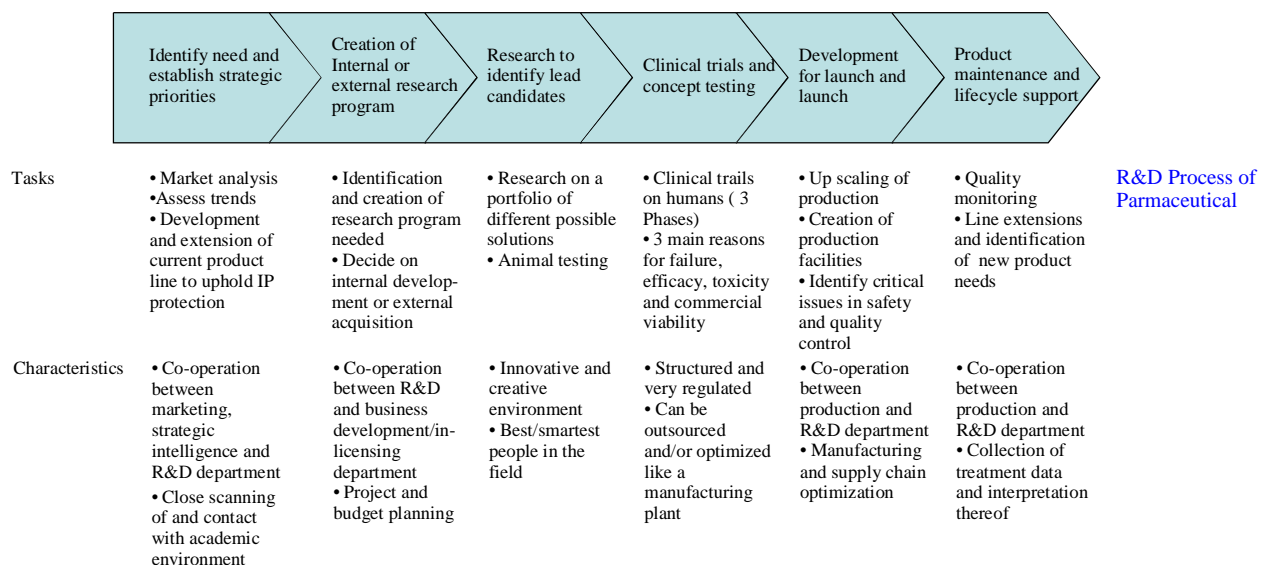 Identify need and
establish strategic
priorities
Creation of
Internal or
external research
program
Research to
identify lead
candidates
Clinical trials and
concept testing
Development
for launch and
launch
Product
maintenance and
lifecycle support
Tasks
• Market analysis
•Assess trends
• Development
and extension of
current product
line to uphold IP
protection
• Identification
and creation of
research program
needed
• Decide on
internal develop-
ment or external
acquisition
• Research on a
portfolio of
different possible
solutions
• Animal testing
• Clinical trails
on humans ( 3
Phases)
• 3 main reasons
for failure,
efficacy, toxicity
and commercial
viability
• Up scaling of
production
• Creation of
production
facilities
• Identify critical
issues in safety
and quality
control
• Quality
monitoring
• Line extensions
and identification
of new product
needs
R&D Process of
Parmaceutical
Characteristics
• Co-operation
between
marketing,
strategic
intelligence and
R&D department
• Close scanning
of and contact
with academic
environment
• Co-operation
between R&D
and business
development/in-
licensing
department
• Project and
budget planning
• Innovative and
creative
environment
• Best/smartest
people in the
field
• Structured and
very regulated
• Can be
outsourced
and/or optimized
like a
manufacturing
plant
• Co-operation
between
production and
R&D department
• Manufacturing
and supply chain
optimization
• Co-operation
between
production and
R&D department
• Collection of
treatment data
and interpretation
thereof